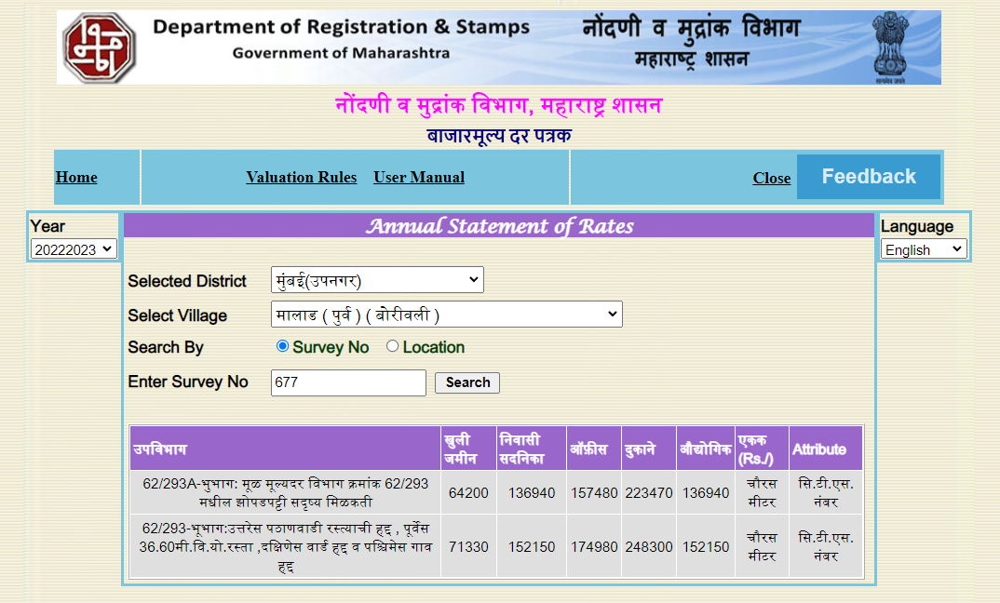 Department of Registration & Stamps
Government of Maharashtra
नोंदणी व मुद्रांक विभाग
महाराष्ट्र शासन
सत्यमेव जयते
नोंदणी व मुद्रांक विभाग, महाराष्ट्र शासन
बाजारमूल्य दर पत्रक
Home Valuation Rules User Manual Close Feedback
Year
20222023
Annual Statement of Rates
Language
English
Selected District मुंबई(उपनगर)
Select Village मालाड ( पुर्व ) ( बोरीवली )
Search By Survey No Location
Enter Survey No 677 Search
उपविभाग खुली जमीन निवासी सदनिका ऑफ़ीस दुकाने औद्योगिक एकक (Rs./) Attribute
62/293A-भुभाग: मूळ मूल्यदर विभाग क्रमांक 62/293
मधील झोपडपट्टी सदृष्य मिळकती
64200 136940 157480 223470 136940 चौरस मीटर सि.टी.एस. नंबर
62/293-भूभाग:उत्तरेस पठाणवाडी रस्त्याची हद्द , पूर्वेस
36.60मी.वि.यो.रस्ता ,दक्षिणेस वार्ड हद्द व पश्चिमेस गाव
हद्द
71330 152150 174980 248300 152150 चौरस मीटर सि.टी.एस. नंबर